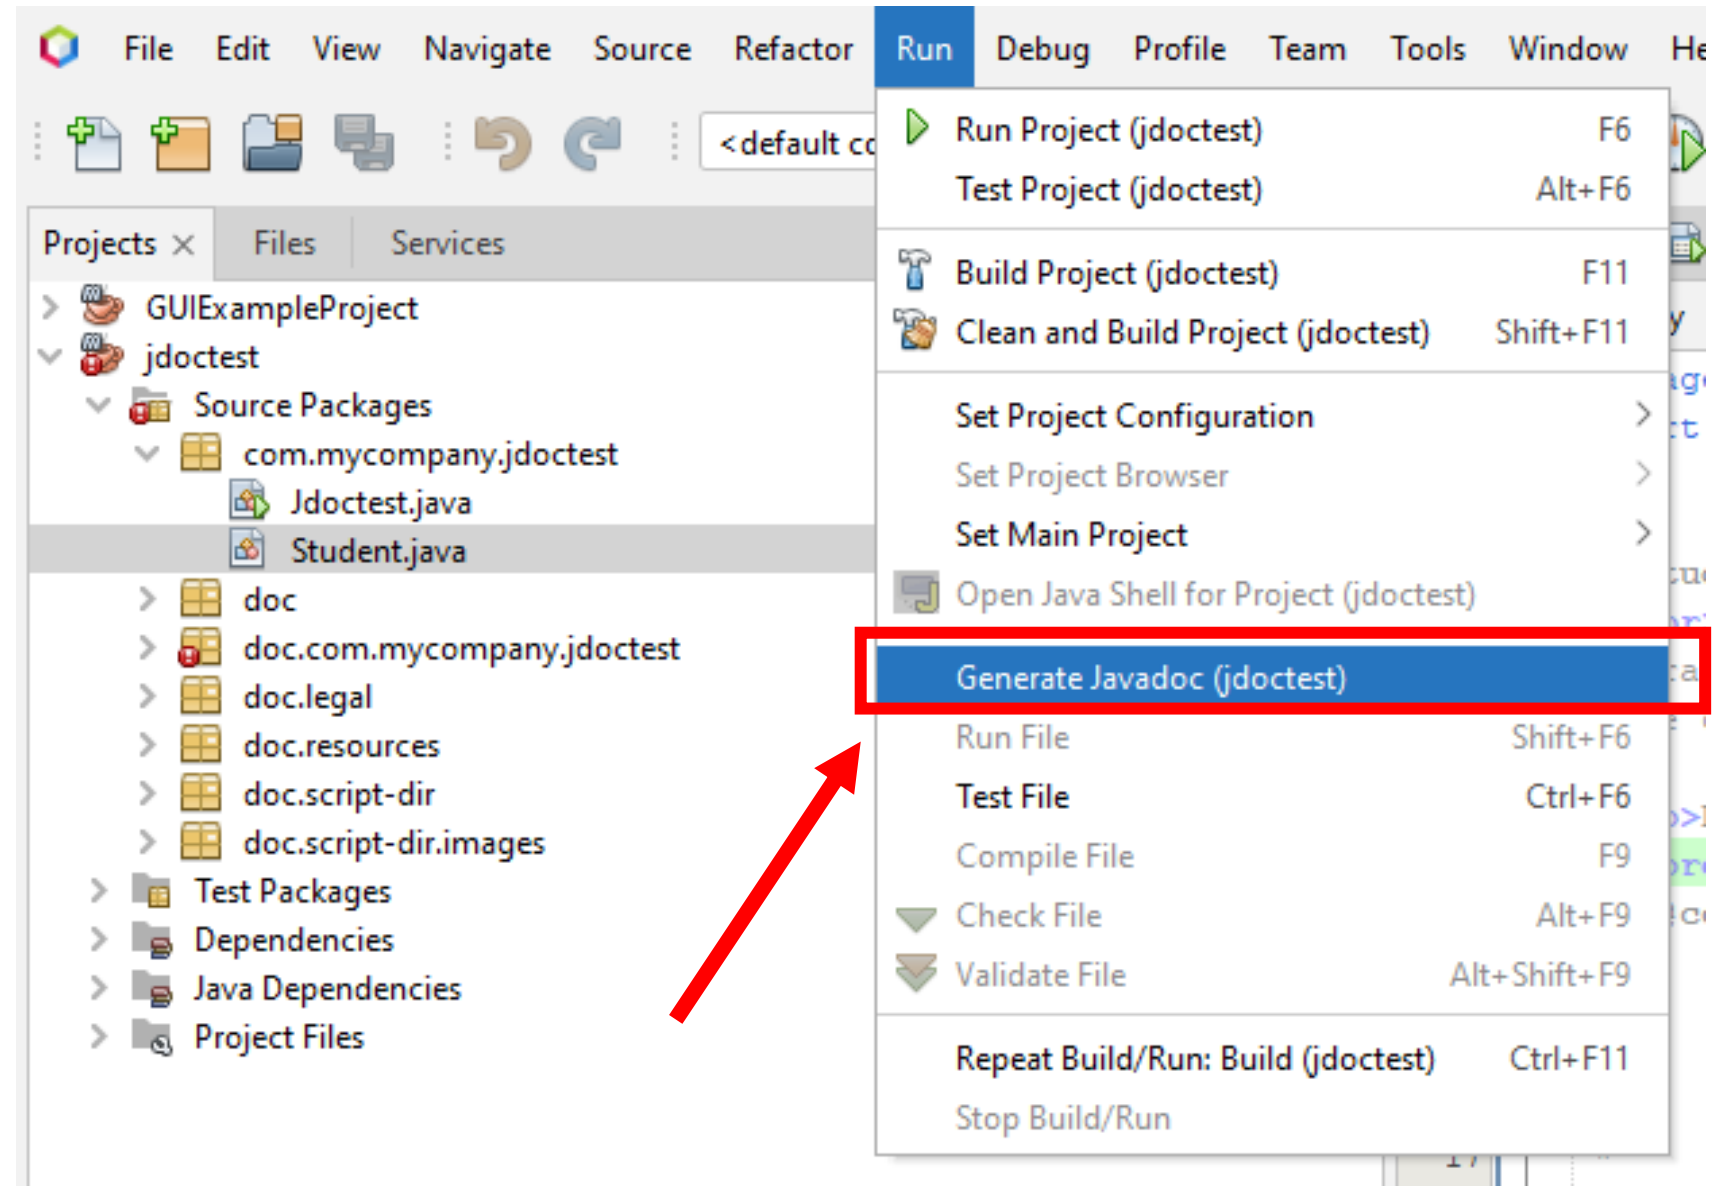 File Edit View Navigate Source Refactor Run Debug Profile Team Tools Window
<default
Projects Files Services
GUIExampleProject
jdoctest
Source Packages
com.mycompany.jdoctest
Jdoctest.java
Student.java
doc
doc.com.mycompany.jdoctest
doc.legal
doc.resources
doc.script-dir
doc.script-dir.images
Test Packages
Dependencies
Java Dependencies
Project Files
Run Project (jdoctest) F6
Test Project (jdoctest) Alt+F6
Build Project (jdoctest) F11
Clean and Build Project (jdoctest) Shift+F11
Set Project Configuration
Set Project Browser
Set Main Project
Open Java Shell for Project (jdoctest)
Generate Javadoc (jdoctest)
Run File Shift+F6
Test File Ctrl+F6
Compile File F9
Check File Alt+F9
Validate File Alt+Shift+F9
Repeat Build/Run: Build (jdoctest) Ctrl+F11
Stop Build/Run